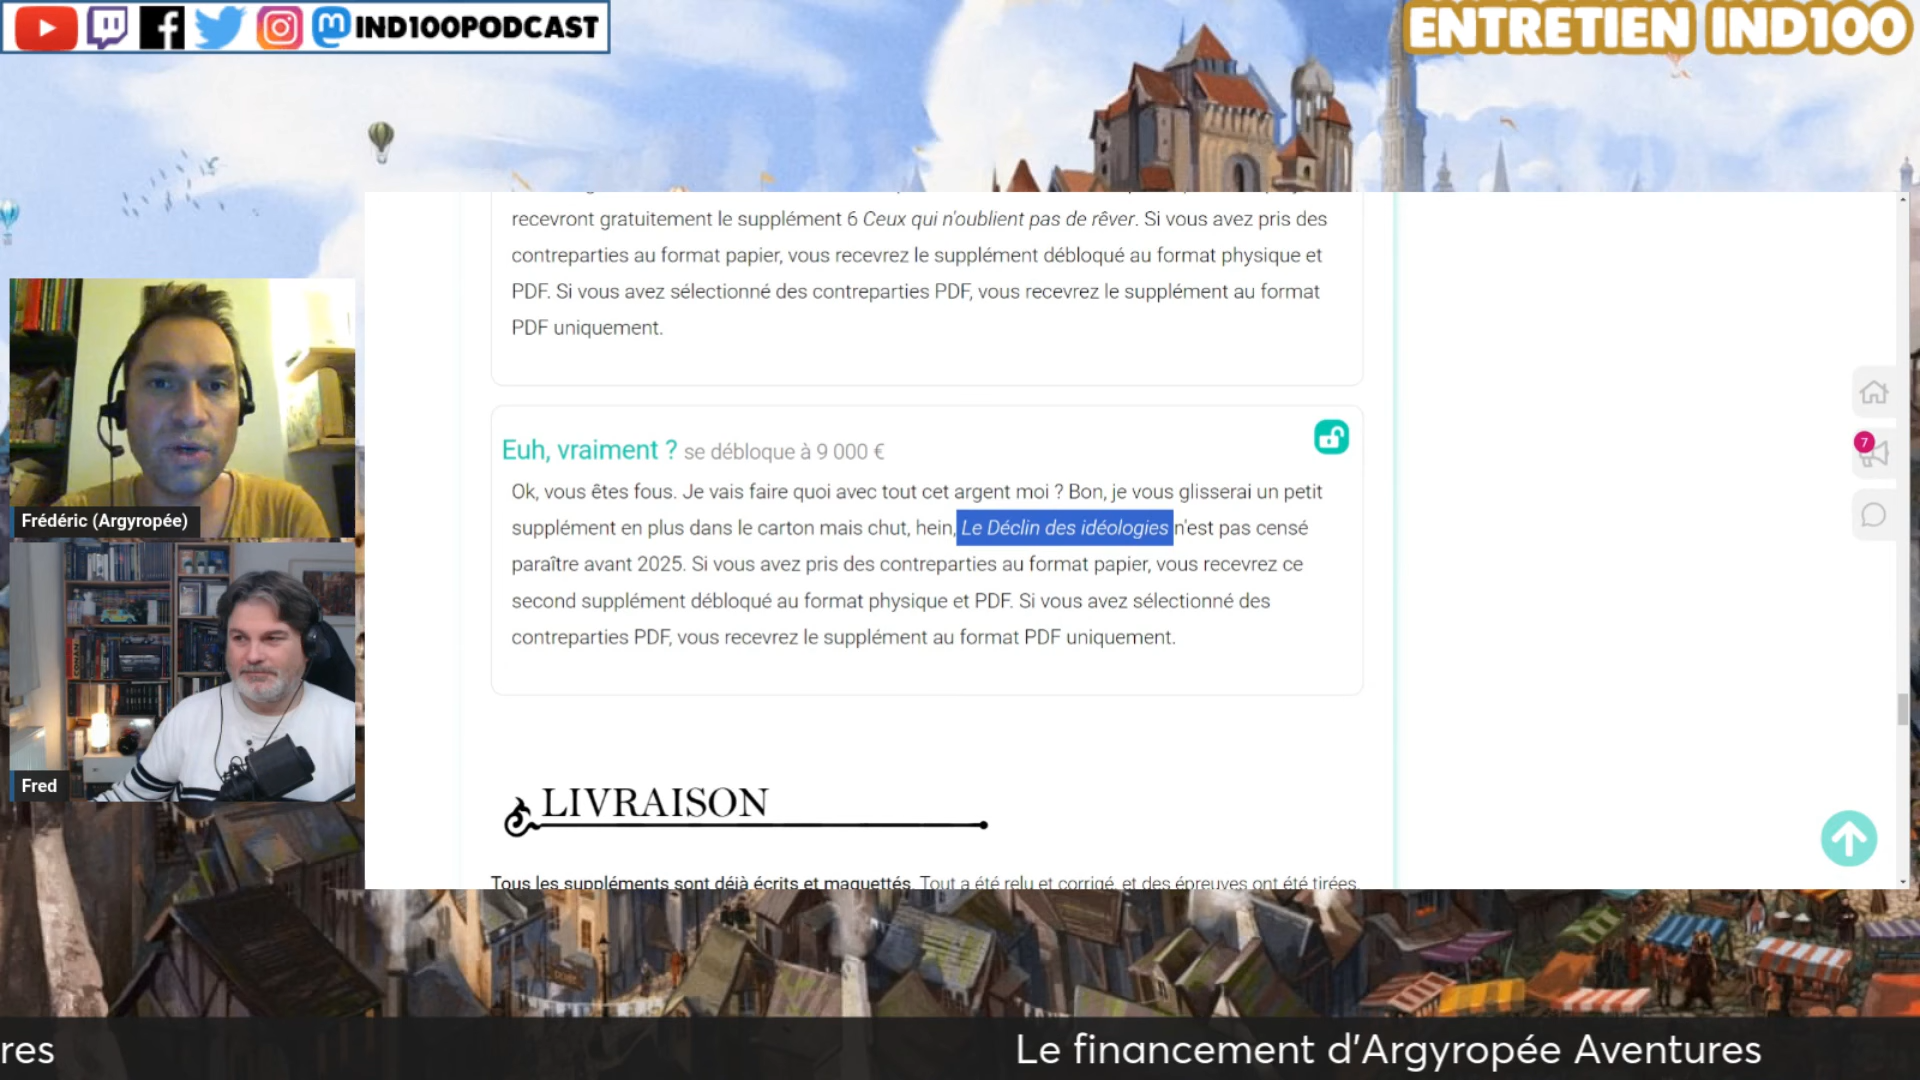 IND100PODCAST
ENTRETIEN IND100
recevront gratuitement le supplément 6 Ceux qui n'oublient pas de rêver. Si vous avez pris des
contreparties au format papier, vous recevrez le supplément débloqué au format physique et
PDF. Si vous avez sélectionné des contreparties PDF, vous recevrez le supplément au format
PDF uniquement.
Euh, vraiment ? se débloque à 9 000 €
Ok, vous êtes fous. Je vais faire quoi avec tout cet argent moi ? Bon, je vous glisserai un petit
supplément en plus dans le carton mais chut, hein, Le Déclin des idéologies n'est pas censé
paraître avant 2025. Si vous avez pris des contreparties au format papier, vous recevrez ce
second supplément débloqué au format physique et PDF. Si vous avez sélectionné des
contreparties PDF, vous recevrez le supplément au format PDF uniquement.
7
LIVRAISON
Tous les suppléments sont déjà écrits et maquettés. Tout a été relu et corrigé, et des épreuves ont été tirées.
Frédéric (Argyropée)
CONAN
Fred
res
Le financement d'Argyropée Aventures